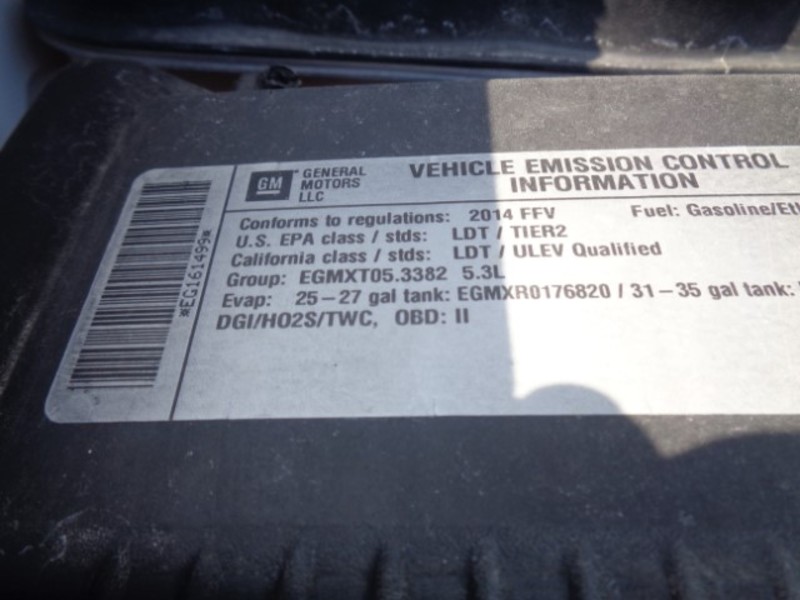 GM GENERAL MOTORS LLC
VEHICLE EMISSION CONTROL
INFORMATION
Conforms to regulations: 2014 FFV Fuel: Gasoline/Eth
U.S. EPA class / stds: LDT / TIER2
California class / stds: LDT / ULEV Qualified
Group: EGMXT05.3382 5.3L
Evap: 25-27 gal tank: EGMXR0176820 / 31-35 gal tank:
DGI/HO2S/TWC, OBD: II
*EG161499*